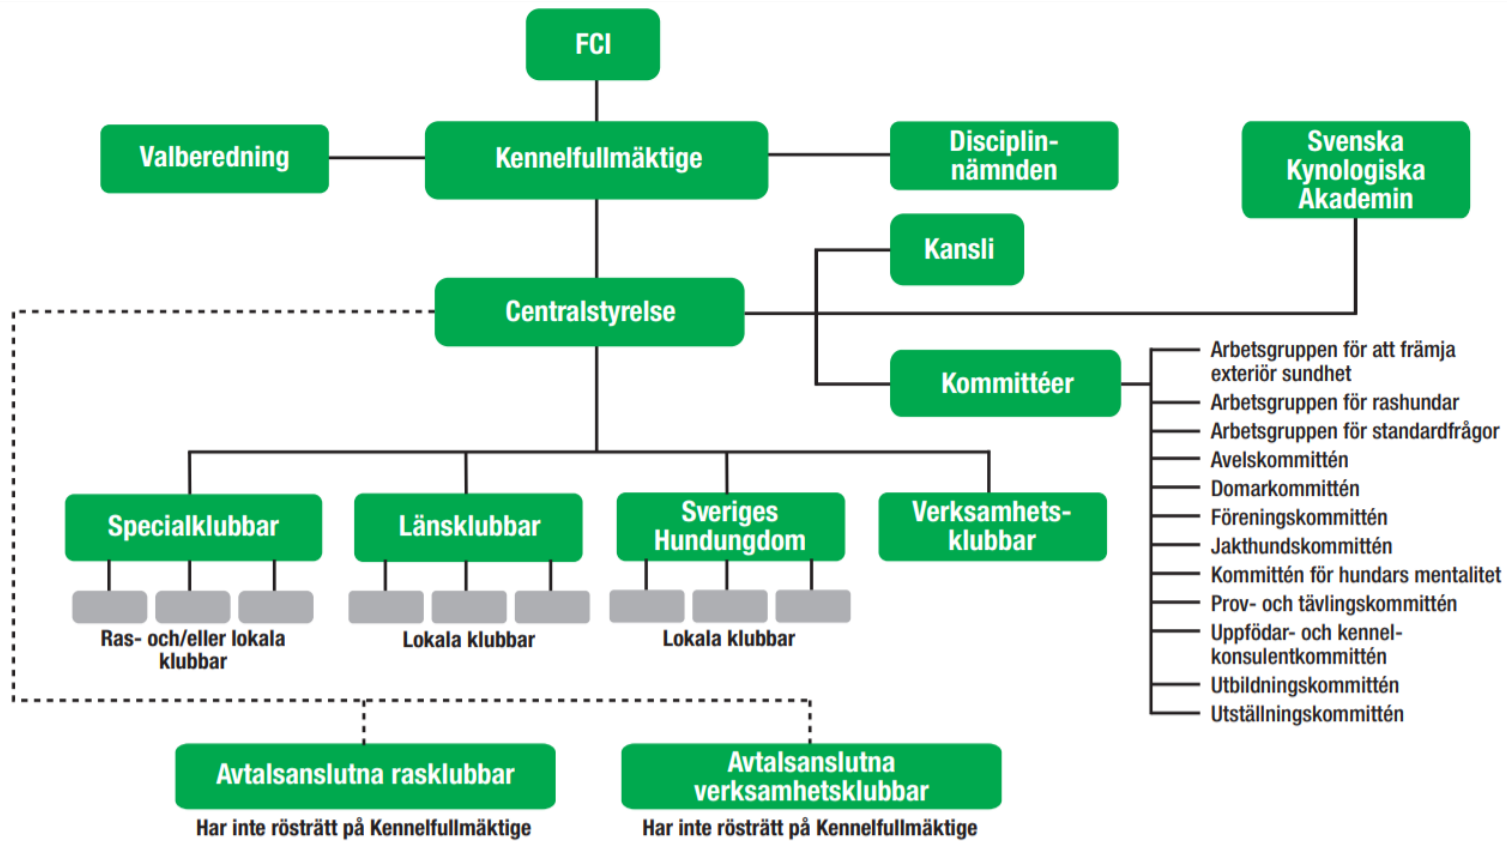 FCI
Valberedning
Kennelfullmäktige
Disciplin-
nämnden
Svenska
Kynologiska
Akademin
Kansli
Centralstyrelse
Kommittéer
Arbetsgruppen för att främja
exteriör sundhet
Arbetsgruppen för rashundar
Arbetsgruppen för standardfrågor
Avelskommittén
Domarkommittén
Föreningskommittén
Jakthundskommittén
Kommittén för hundars mentalitet
Prov- och tävlingskommittén
Uppfödar- och kennel-
konsulentkommittén
Utbildningskommittén
Utställningskommittén
Specialklubbar
Länsklubbar
Sveriges
Hundungdom
Verksamhets-
klubbar
Ras- och/eller lokala
klubbar
Lokala klubbar
Lokala klubbar
Avtalsanslutna rasklubbar
Har inte rösträtt på Kennelfullmäktige
Avtalsanslutna
verksamhetsklubbar
Har inte rösträtt på Kennelfullmäktige